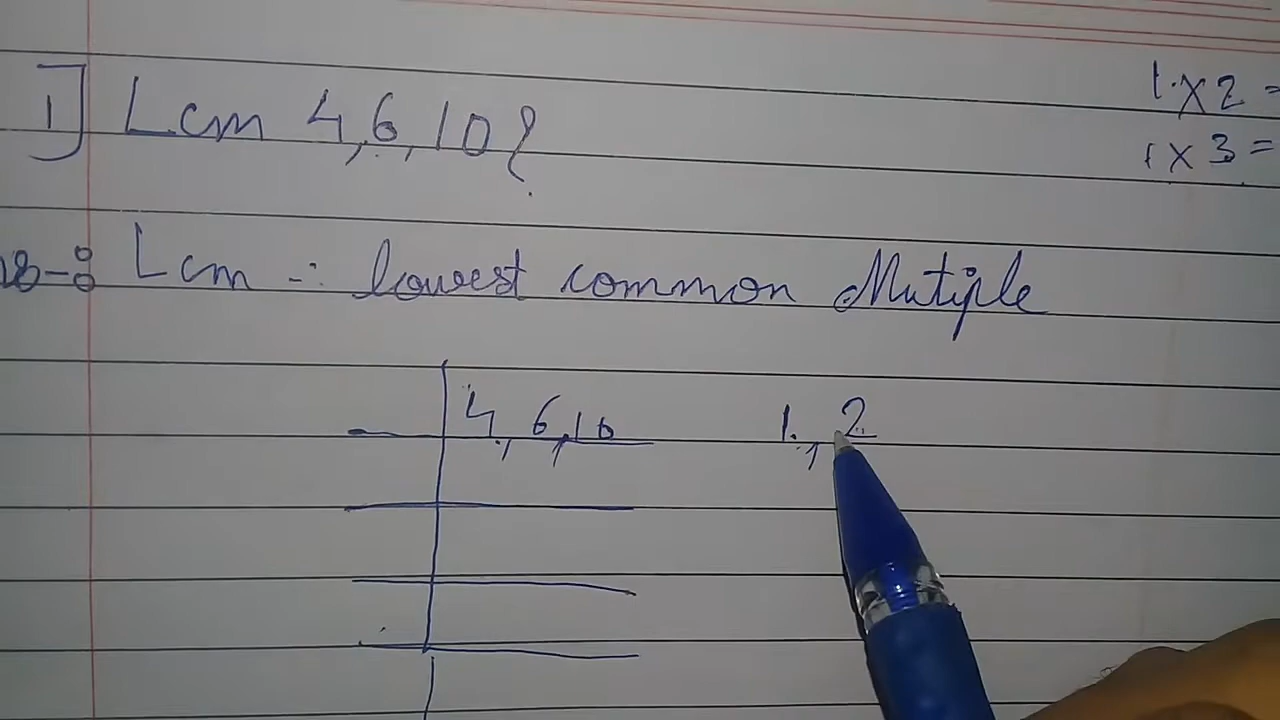 1] Lcm 4,6,10?
1×2=
1×3=
Lcm -: lowest common Mutiple
4,6,10
1, 2